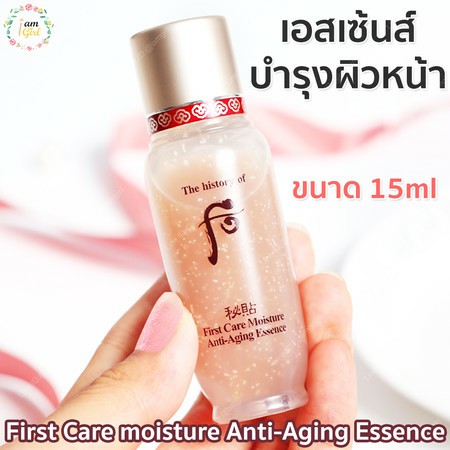 i am
Girl
เอสเซ้นส์
บำรุงผิวหน้า
ขนาด 15ml
The history of
后
秘貼
First Care Moisture
Anti-Aging Essence
First Care moisture Anti-Aging Essence